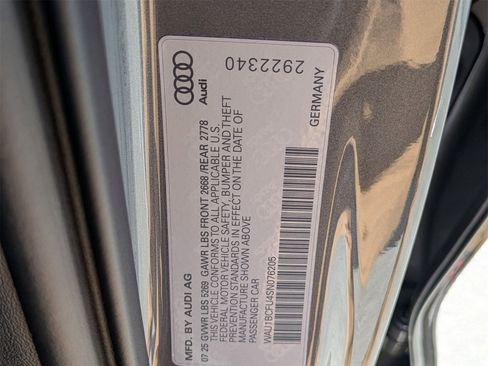 Audi
2922340
MFD. BY AUDI AG
GERMANY
07 25 GVWR LBS 5269 GAWR LBS FRONT 2668 /REAR 2778
THIS VEHICLE CONFORMS TO ALL APPLICABLE U.S.
FEDERAL MOTOR VEHICLE SAFETY, BUMPER AND THEFT
PREVENTION STANDARDS IN EFFECT ON THE DATE OF
MANUFACTURE SHOWN ABOVE
PASSENGER CAR
WAU1BCFU4SN076205